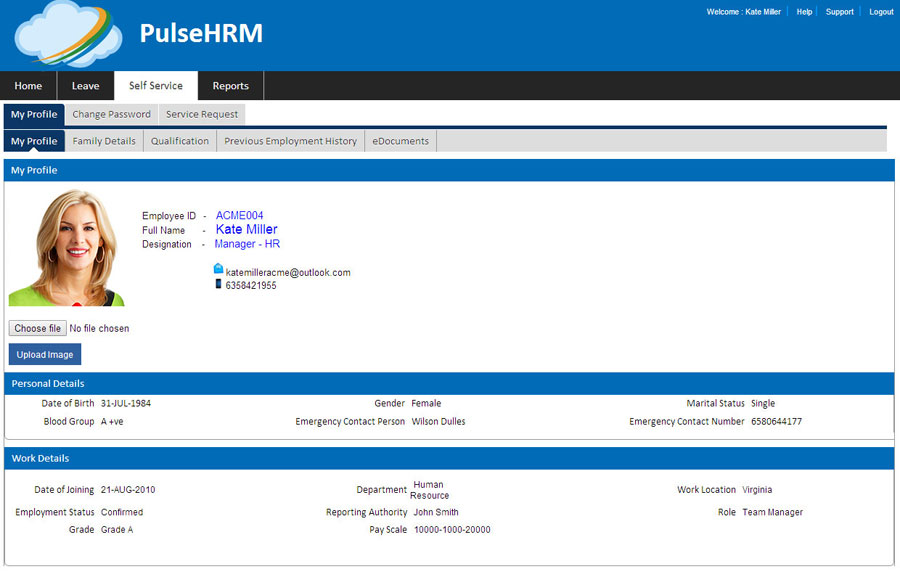 Welcome : Kate Miller Help Support Logout
PulseHRM
Home Leave Self Service Reports
My Profile Change Password Service Request
My Profile Family Details Qualification Previous Employment History eDocuments
My Profile
Employee ID - ACME004
Full Name - Kate Miller
Designation - Manager - HR
katemilleracme@outlook.com
6358421955
Choose file No file chosen
Upload Image
Personal Details
Date of Birth 31-JUL-1984 Gender Female Marital Status Single
Blood Group A +ve Emergency Contact Person Wilson Dulles Emergency Contact Number 6580644177
Work Details
Date of Joining 21-AUG-2010 Department Human Resource Work Location Virginia
Employment Status Confirmed Reporting Authority John Smith Role Team Manager
Grade Grade A Pay Scale 10000-1000-20000